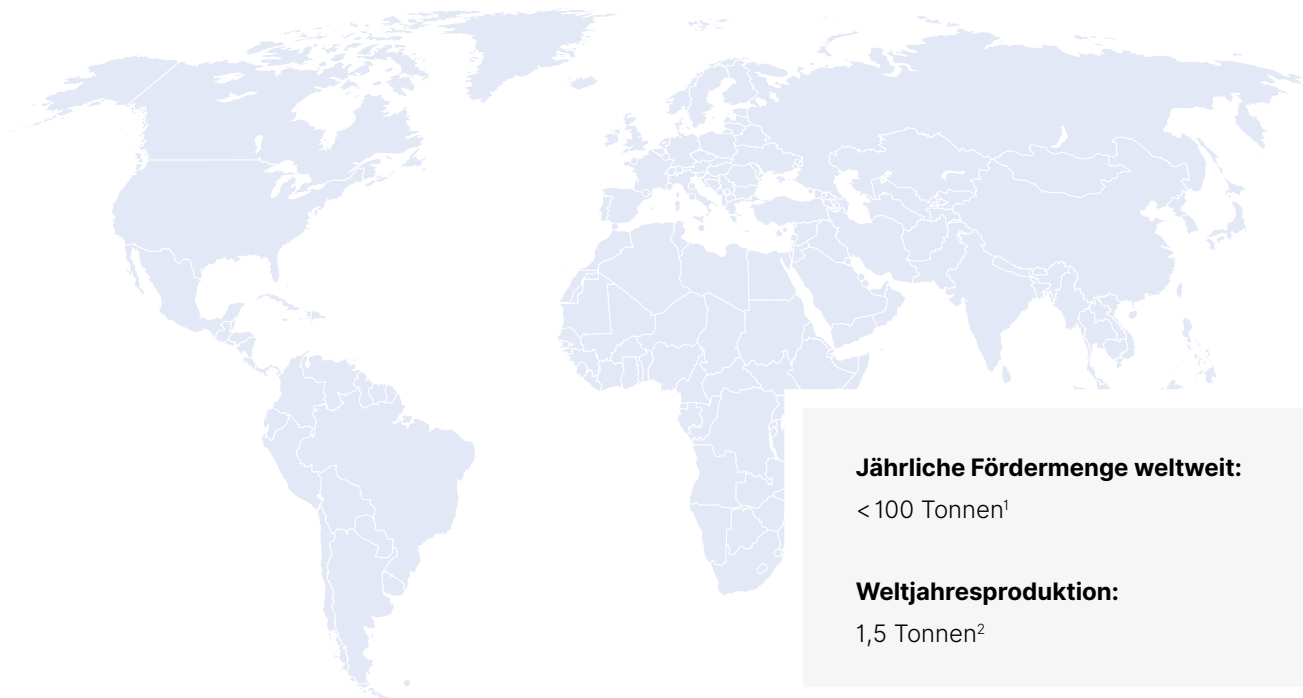 Jährliche Fördermenge weltweit:
< 100 Tonnen¹
Weltjahresproduktion:
1,5 Tonnen²